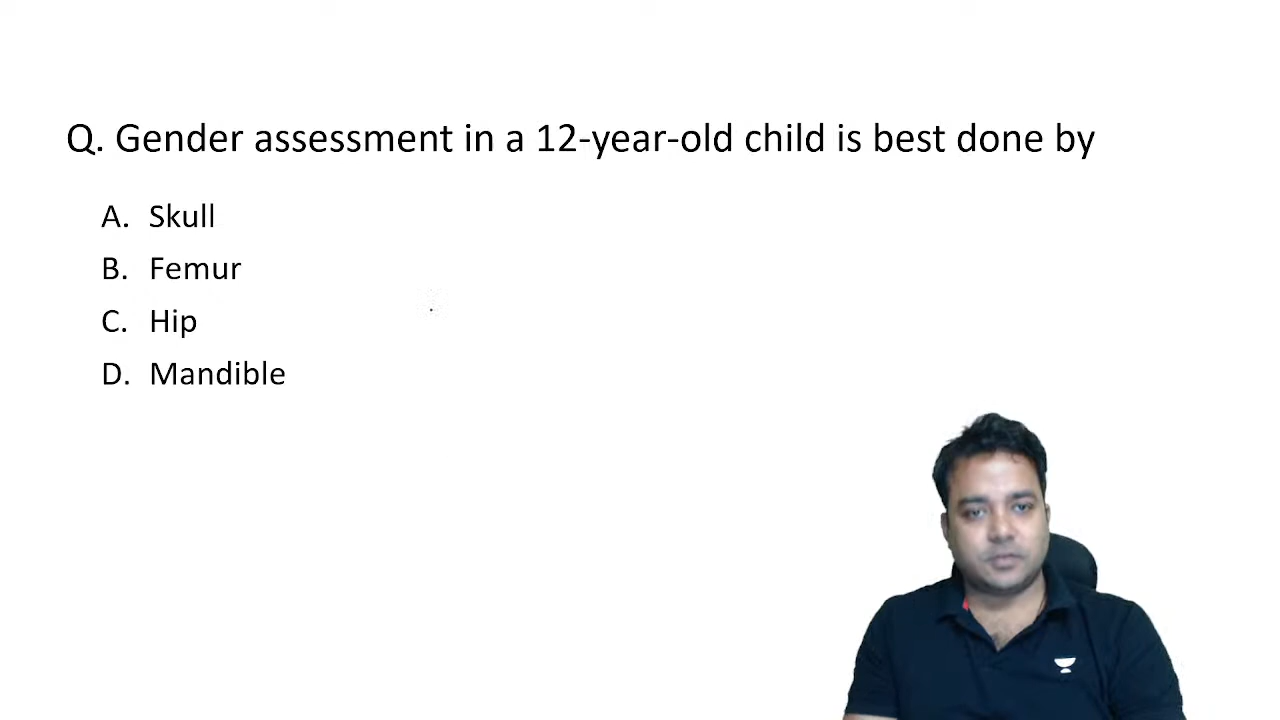 Q. Gender assessment in a 12-year-old child is best done by
A. Skull
B. Femur
C. Hip
D. Mandible